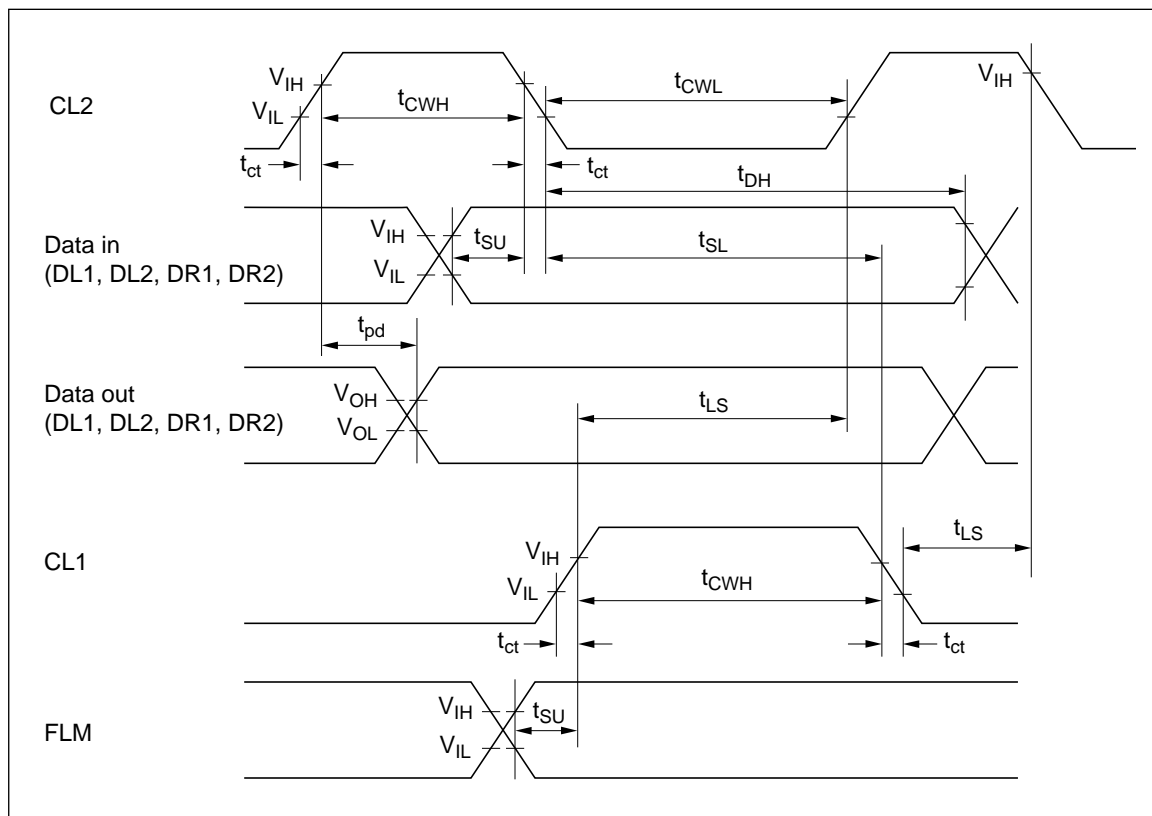 CL2
V_IH
V_IL
t_CWH
t_CWL
V_IH
t_ct
t_ct
t_DH
Data in
(DL1, DL2, DR1, DR2)
V_IH
V_IL
t_SU
t_SL
t_pd
Data out
(DL1, DL2, DR1, DR2)
V_OH
V_OL
t_LS
CL1
V_IH
V_IL
t_CWH
t_LS
t_ct
t_ct
FLM
V_IH
V_IL
t_SU